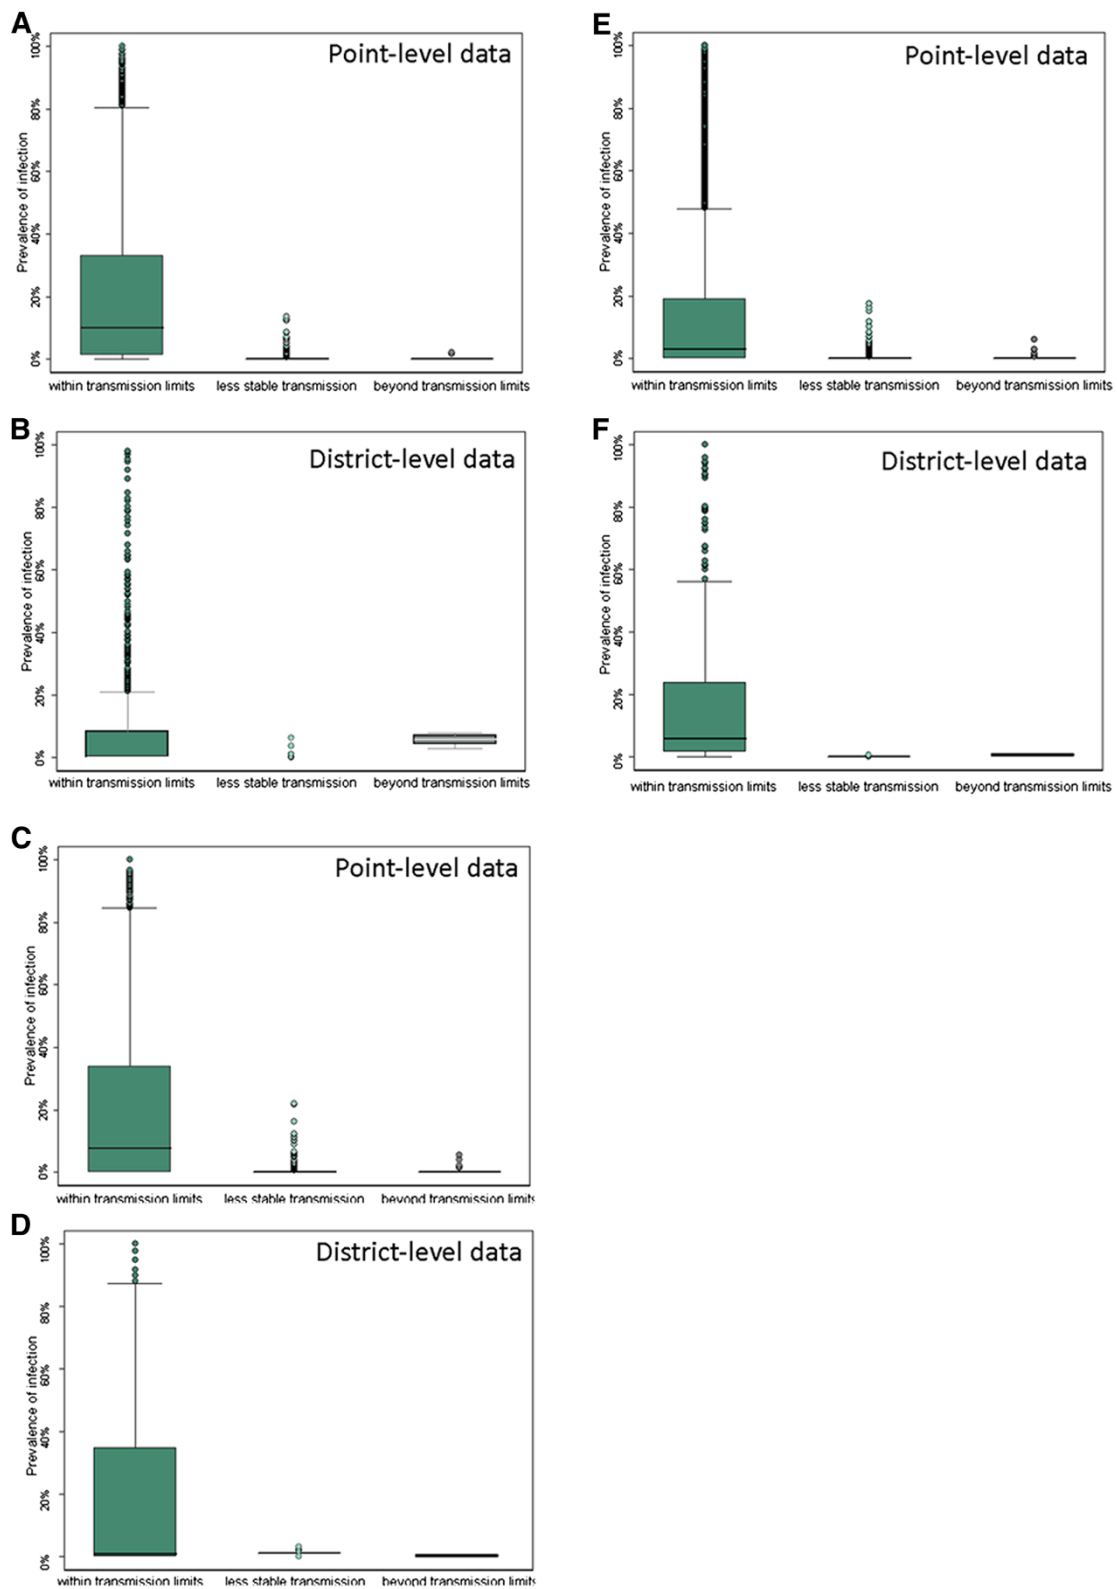 A
Point-level data
Prevalence of infection
100%
80%
60%
40%
20%
0%
within transmission limits
less stable transmission
beyond transmission limits
E
Point-level data
Prevalence of infection
100%
80%
60%
40%
20%
0%
within transmission limits
less stable transmission
beyond transmission limits
B
District-level data
Prevalence of infection
100%
80%
60%
40%
20%
0%
within transmission limits
less stable transmission
beyond transmission limits
F
District-level data
Prevalence of infection
100%
80%
60%
40%
20%
0%
within transmission limits
less stable transmission
beyond transmission limits
C
Point-level data
Prevalence of infection
100%
80%
60%
40%
20%
0%
within transmission limits
less stable transmission
beyond transmission limits
D
District-level data
Prevalence of infection
100%
80%
60%
40%
20%
0%
within transmission limits
less stable transmission
beyond transmission limits